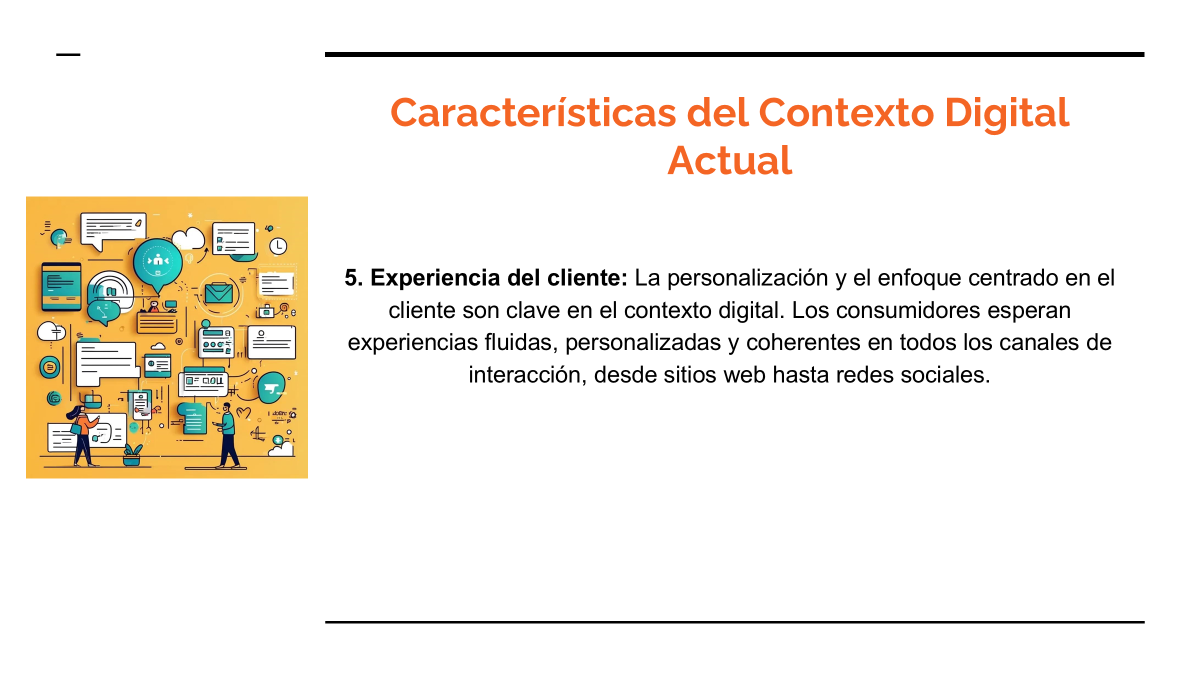 Características del Contexto Digital
Actual
5. Experiencia del cliente: La personalización y el enfoque centrado en el
cliente son clave en el contexto digital. Los consumidores esperan
experiencias fluidas, personalizadas y coherentes en todos los canales de
interacción, desde sitios web hasta redes sociales.